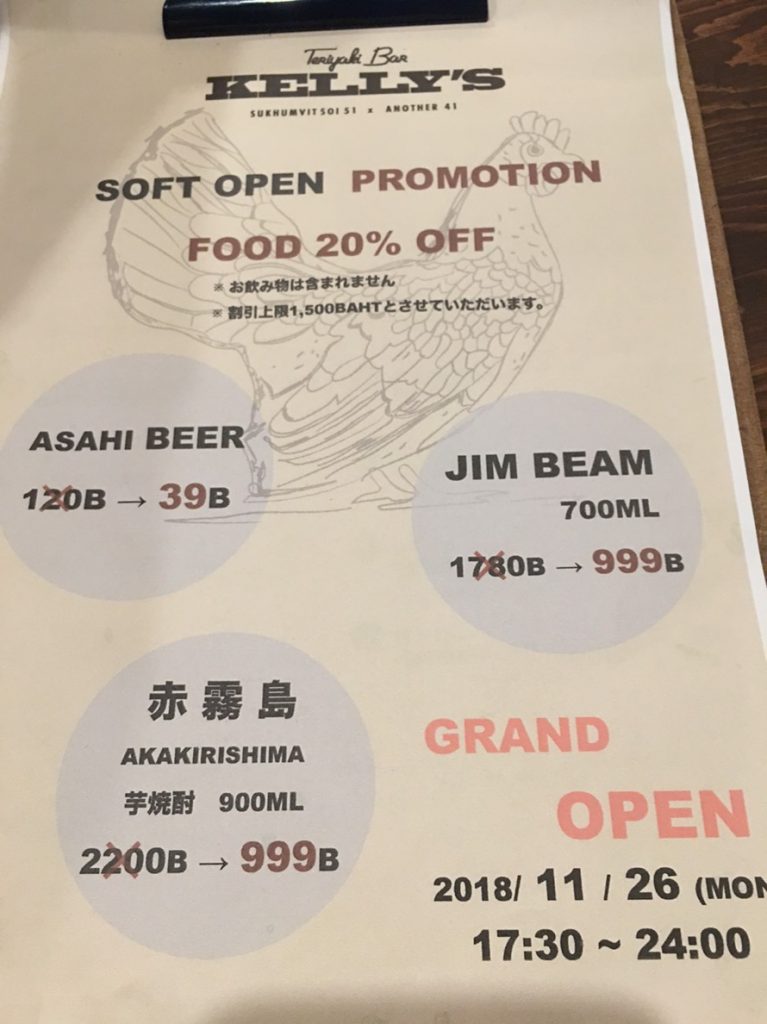 Teriyaki Bar
KELLY'S
SUKHUMVIT SOI 51 x ANOTHER 41
SOFT OPEN PROMOTION
FOOD 20% OFF
※ お飲み物は含まれません
※ 割引上限1,500BAHTとさせていただいます。
ASAHI BEER
120B → 39B
JIM BEAM
700ML
1780B → 999B
赤霧島
AKAKIRISHIMA
芋焼酎 900ML
2200B → 999B
GRAND
OPEN
2018/ 11 / 26 (MON
17:30 ~ 24:00